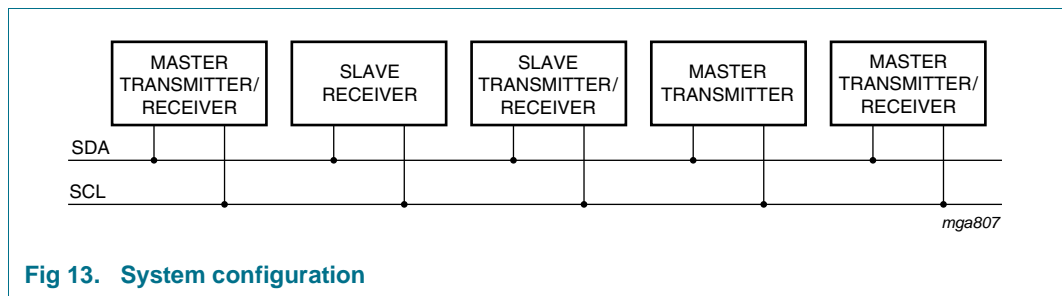 MASTER
TRANSMITTER/
RECEIVER
SLAVE
RECEIVER
SLAVE
TRANSMITTER/
RECEIVER
MASTER
TRANSMITTER
MASTER
TRANSMITTER/
RECEIVER
SDA
SCL
mga807
Fig 13. System configuration